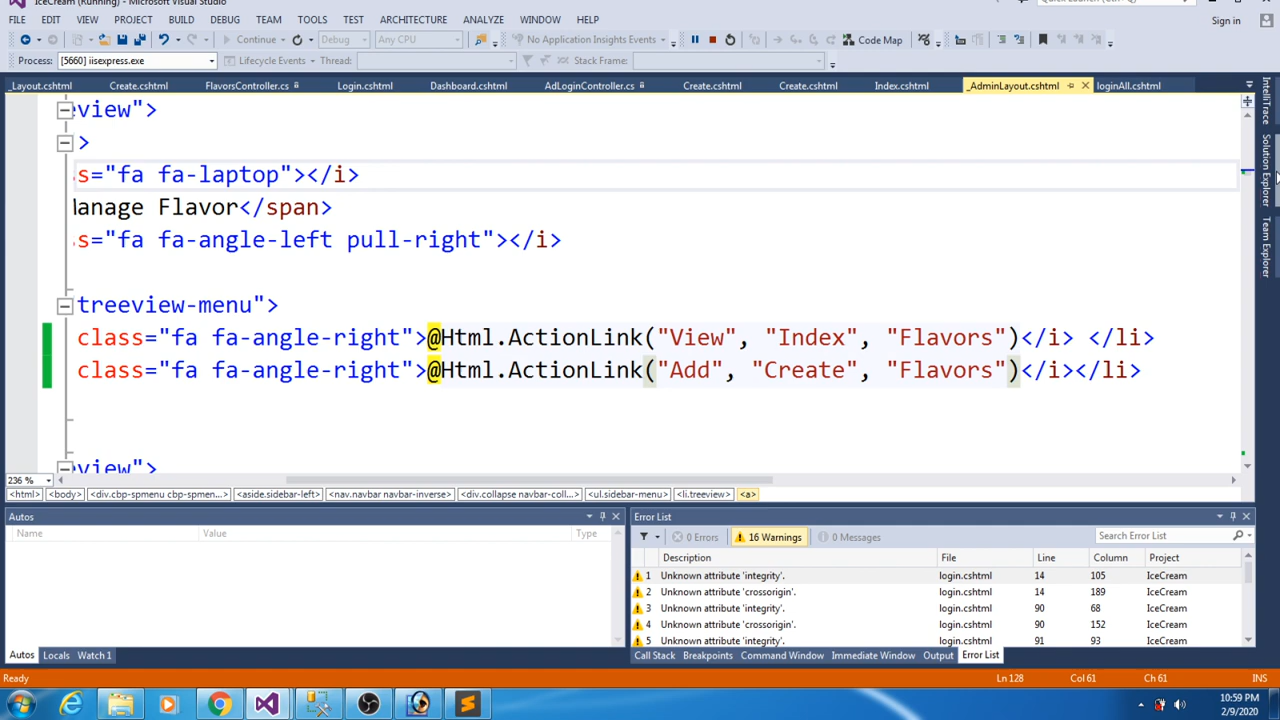 IceCream (Running) - Microsoft Visual Studio
Quick Launch (Ctrl+Q)
FILE EDIT VIEW PROJECT BUILD DEBUG TEAM TOOLS TEST ARCHITECTURE ANALYZE WINDOW HELP Sign in
Continue Debug Any CPU No Application Insights Events Code Map
Process: [5660] iisexpress.exe Lifecycle Events Thread: Stack Frame:
_Layout.cshtml Create.cshtml FlavorsController.cs Login.cshtml Dashboard.cshtml AdLoginController.cs Create.cshtml Create.cshtml Index.cshtml _AdminLayout.cshtml loginAll.cshtml
IntelliTrace
Solution Explorer
Team Explorer
eview">
>
s="fa fa-laptop"></i>
Manage Flavor</span>
s="fa fa-angle-left pull-right"></i>
treeview-menu">
class="fa fa-angle-right">@Html.ActionLink("View", "Index", "Flavors")</i> </li>
class="fa fa-angle-right">@Html.ActionLink("Add", "Create", "Flavors")</i></li>
eview">
236 %
<html> <body> <div.cbp-spmenu cbp-spmen... <aside.sidebar-left> <nav.navbar navbar-inverse> <div.collapse navbar-coll... <ul.sidebar-menu> <li.treeview> <a>
Autos
Name Value Type
Autos Locals Watch 1
Error List
0 Errors 16 Warnings 0 Messages Search Error List
Description File Line Column Project
1 Unknown attribute 'integrity'. login.cshtml 14 105 IceCream
2 Unknown attribute 'crossorigin'. login.cshtml 14 189 IceCream
3 Unknown attribute 'integrity'. login.cshtml 90 68 IceCream
4 Unknown attribute 'crossorigin'. login.cshtml 90 152 IceCream
5 Unknown attribute 'integrity'. login.cshtml 91 93 IceCream
Call Stack Breakpoints Command Window Immediate Window Output Error List
Ready Ln 128 Col 61 Ch 61 INS
10:59 PM
2/9/2020